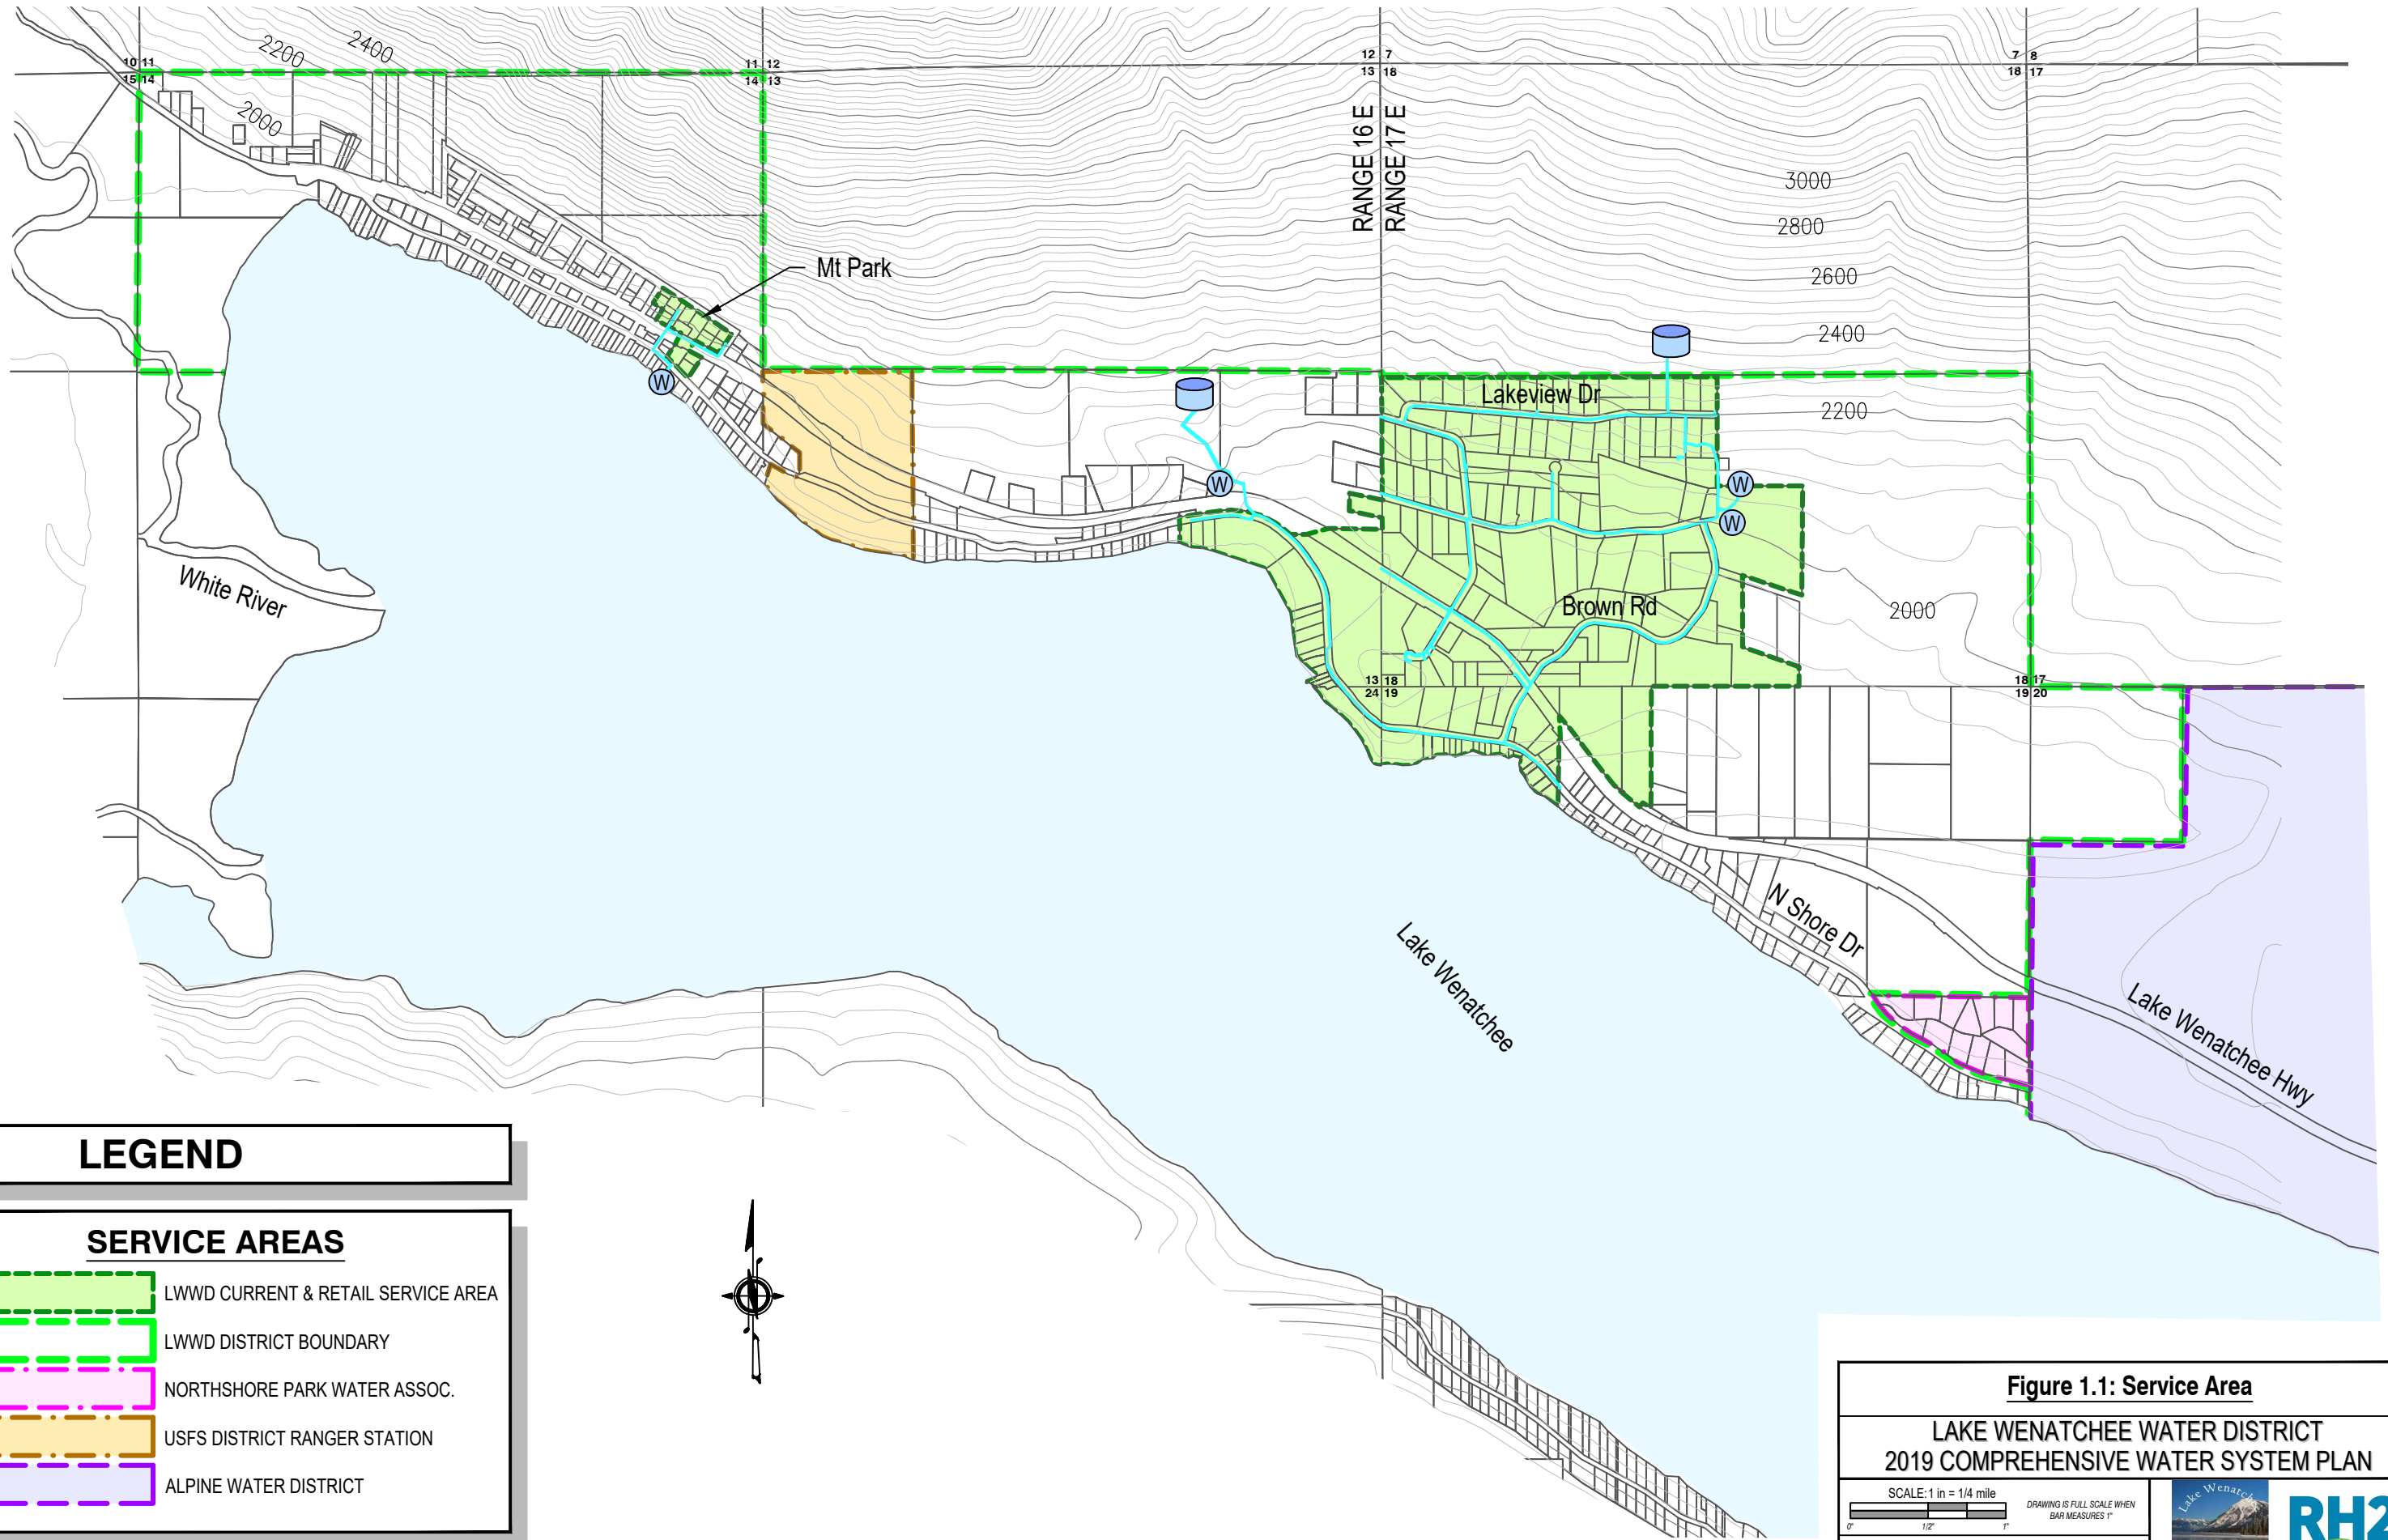 2200
2400
2000
10 11
15 14
11 12
14 13
12 7
13 18
7 8
18 17
RANGE 16 E
RANGE 17 E
3000
2800
2600
2400
2200
2000
Mt Park
W
W
Lakeview Dr
W
W
Brown Rd
White River
13 18
24 19
18 17
19 20
N Shore Dr
Lake Wenatchee
Lake Wenatchee Hwy
LEGEND
SERVICE AREAS
LWWD CURRENT & RETAIL SERVICE AREA
LWWD DISTRICT BOUNDARY
NORTHSHORE PARK WATER ASSOC.
USFS DISTRICT RANGER STATION
ALPINE WATER DISTRICT
Figure 1.1: Service Area
LAKE WENATCHEE WATER DISTRICT
2019 COMPREHENSIVE WATER SYSTEM PLAN
SCALE: 1 in = 1/4 mile
0" 1/2" 1"
DRAWING IS FULL SCALE WHEN
BAR MEASURES 1"
Lake Wenatch
RH2